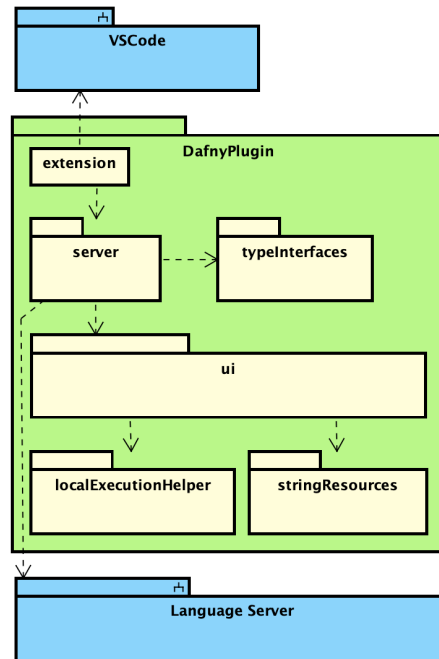 VSCode
DafnyPlugin
extension
server
typeInterfaces
ui
localExecutionHelper
stringResources
Language Server